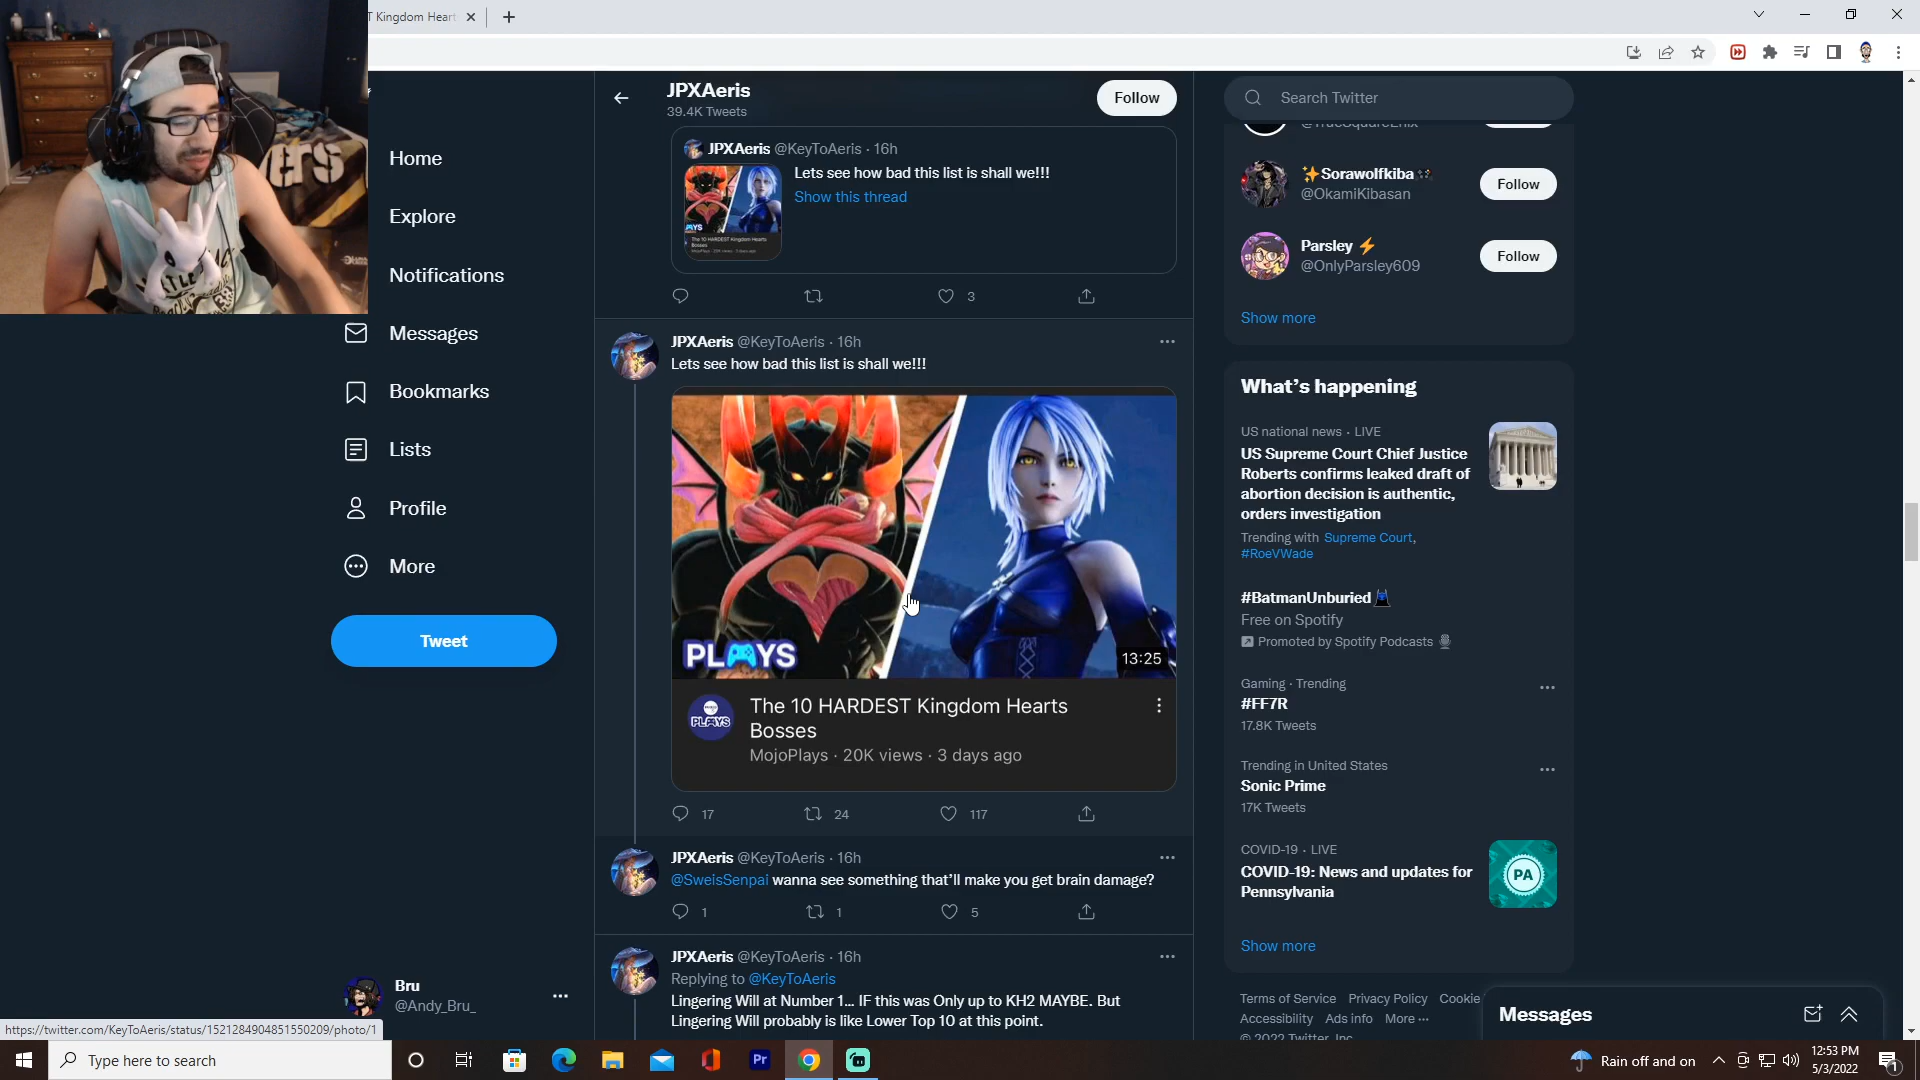 T Kingdom Heart
JPXAeris
39.4K Tweets
Follow
Search Twitter
Home
Explore
Notifications
Messages
Bookmarks
Lists
Profile
More
Tweet
Bru
@Andy_Bru_
https://twitter.com/KeyToAeris/status/1521284904851550209/photo/1
JPXAeris @KeyToAeris · 16h
Lets see how bad this list is shall we!!!
Show this thread
The 10 HARDEST Kingdom Hearts
Bosses
3
JPXAeris @KeyToAeris · 16h
Lets see how bad this list is shall we!!!
PLAYS
13:25
PLAYS
The 10 HARDEST Kingdom Hearts
Bosses
MojoPlays · 20K views · 3 days ago
17
24
117
JPXAeris @KeyToAeris · 16h
@SweisSenpai wanna see something that'll make you get brain damage?
1
1
5
JPXAeris @KeyToAeris · 16h
Replying to @KeyToAeris
Lingering Will at Number 1... IF this was Only up to KH2 MAYBE. But
Lingering Will probably is like Lower Top 10 at this point.
@TrueSquareEnix
✨Sorawolfkiba
@OkamiKibasan
Follow
Parsley ⚡
@OnlyParsley609
Follow
Show more
What's happening
US national news · LIVE
US Supreme Court Chief Justice
Roberts confirms leaked draft of
abortion decision is authentic,
orders investigation
Trending with Supreme Court,
#RoeVWade
#BatmanUnburied
Free on Spotify
Promoted by Spotify Podcasts
Gaming · Trending
#FF7R
17.8K Tweets
Trending in United States
Sonic Prime
17K Tweets
COVID-19 · LIVE
COVID-19: News and updates for
Pennsylvania
PA
Show more
Terms of Service Privacy Policy Cookie
Accessibility Ads info More ···
© 2022 Twitter, Inc.
Messages
Type here to search
Pr
Rain off and on
12:53 PM
5/3/2022
1